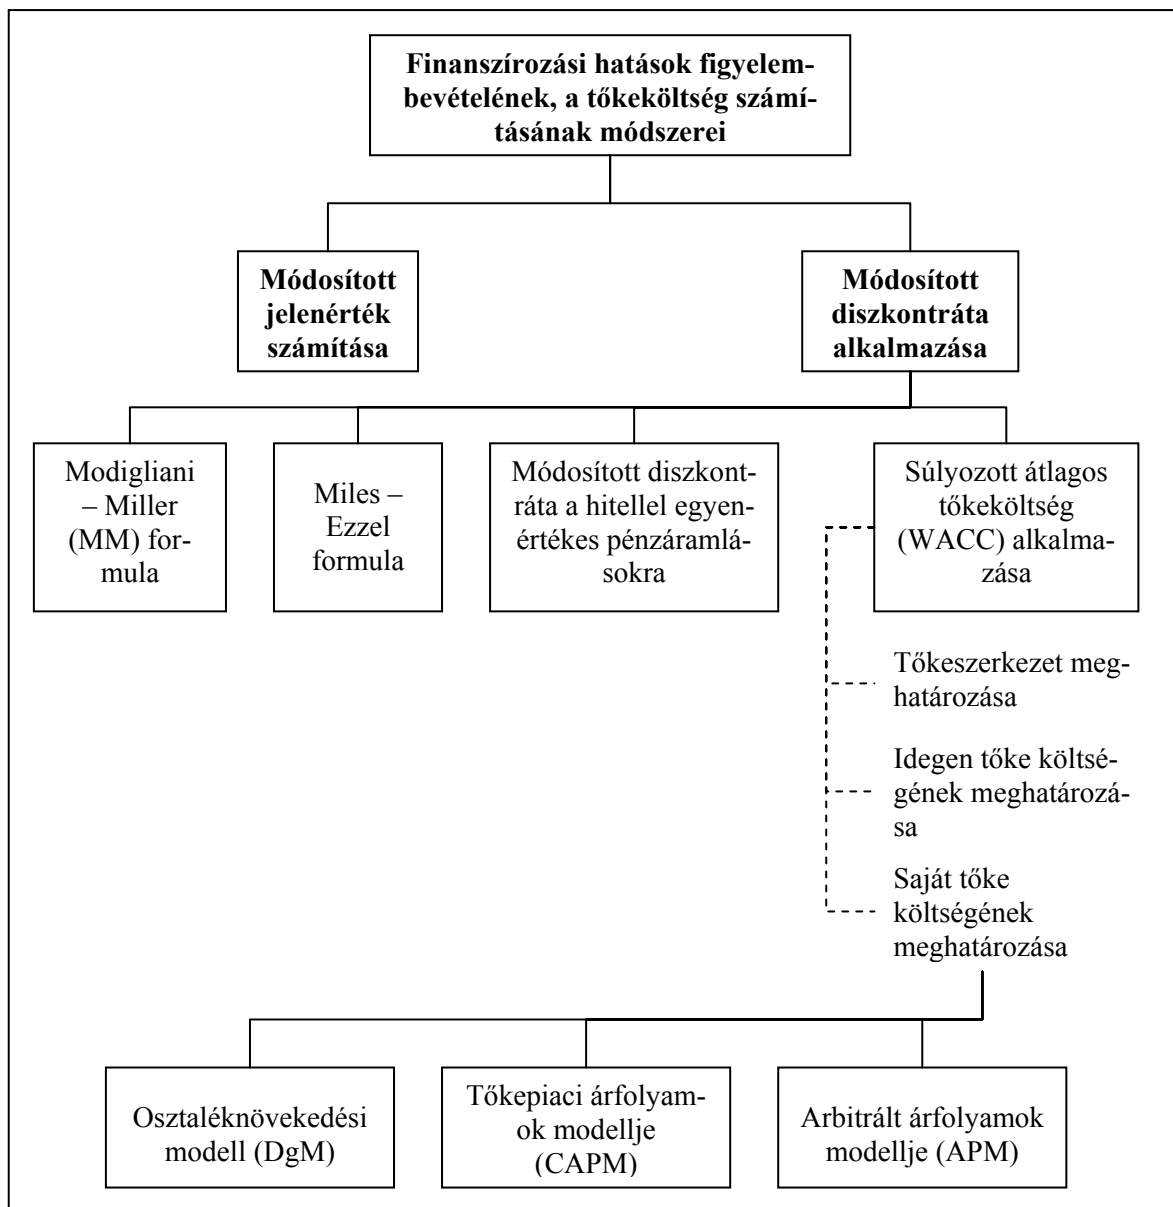 Finanszírozási hatások figyelem-
bevételének, a tőkeköltség számí-
tásának módszerei
Módosított
jelenérték
számítása
Módosított
diszkontráta
alkalmazása
Modigliani
– Miller
(MM) for-
mula
Miles –
Ezzel
formula
Módosított diszkont-
ráta a hitellel egyen-
értékes pénzáramlá-
sokra
Súlyozott átlagos
tőkeköltség
(WACC) alkalma-
zása
Tőkeszerkezet meg-
határozása
Idegen tőke költsé-
gének meghatározá-
sa
Saját tőke
költségének
meghatározása
Osztaléknövekedési
modell (DgM)
Tőkepiaci árfolyam-
ok modellje
(CAPM)
Arbitrált árfolyamok
modellje (APM)